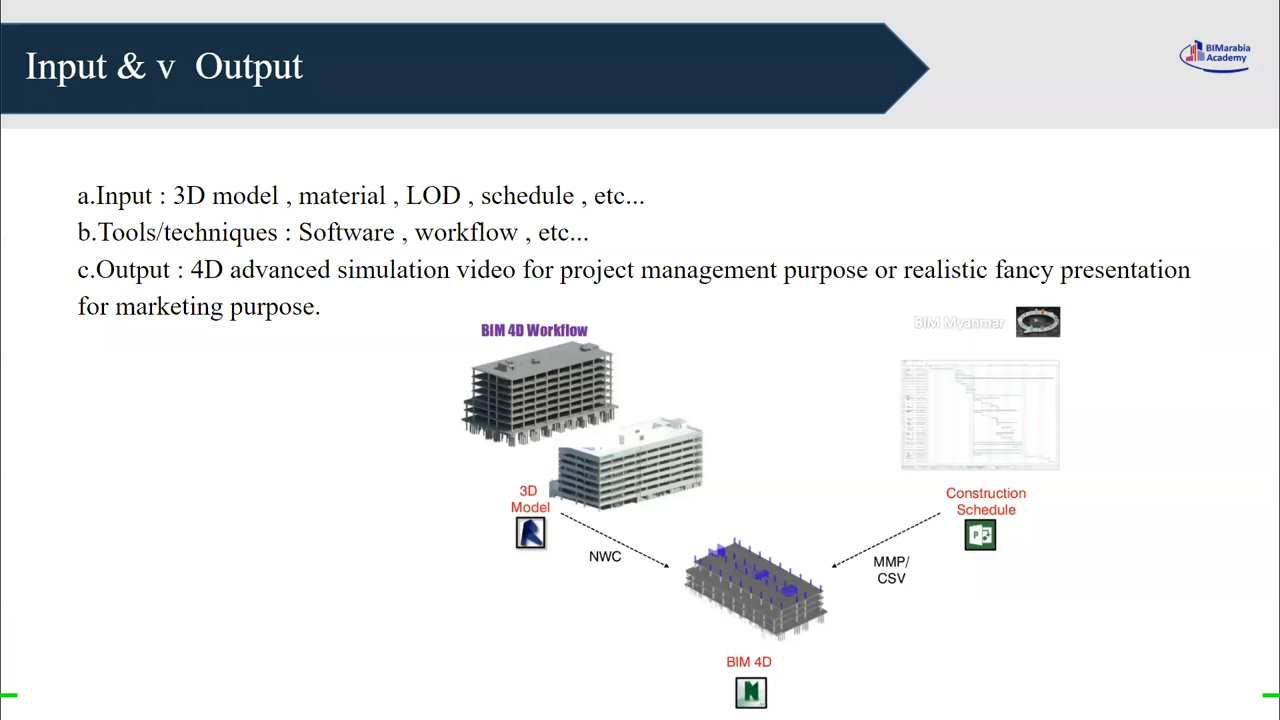 Input & v  Output
BIMarabia
Academy
a.Input : 3D model , material , LOD , schedule , etc...
b.Tools/techniques : Software , workflow , etc...
c.Output : 4D advanced simulation video for project management purpose or realistic fancy presentation
for marketing purpose.
BIM 4D Workflow
BIM Myanmar
3D
Model
Construction
Schedule
NWC
MMP/
CSV
BIM 4D